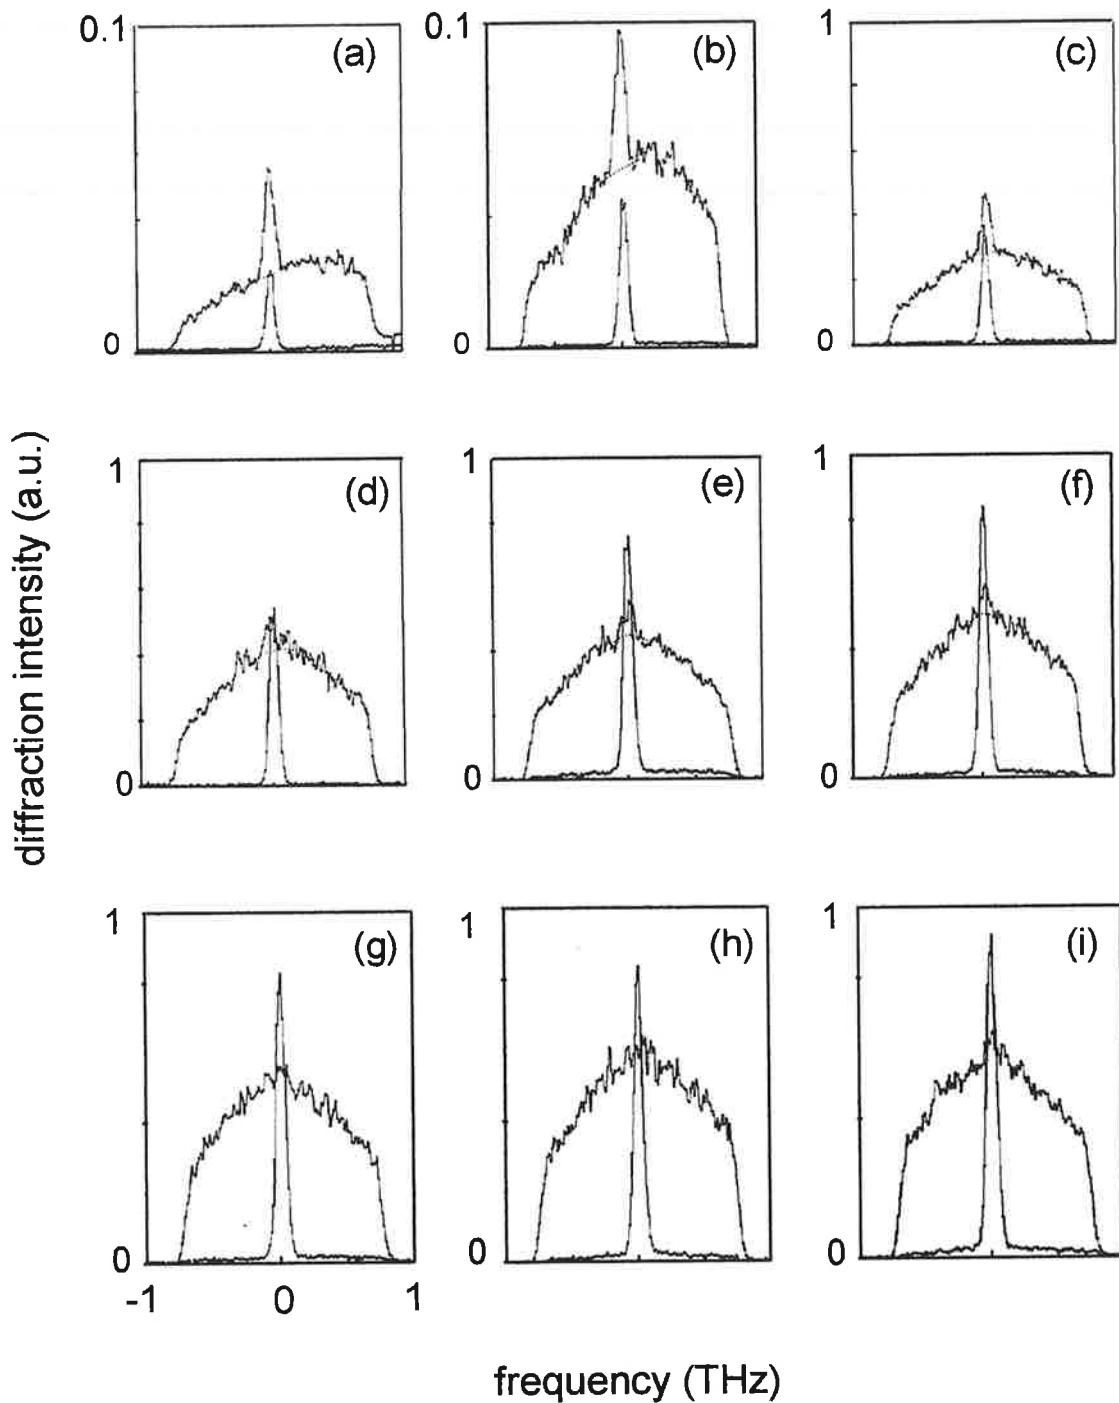 0.1
(a)
0
0.1
(b)
0
1
(c)
0
1
(d)
0
1
(e)
0
1
(f)
0
diffraction intensity (a.u.)
1
(g)
0
1
(h)
0
1
(i)
0
-1
0
1
frequency (THz)